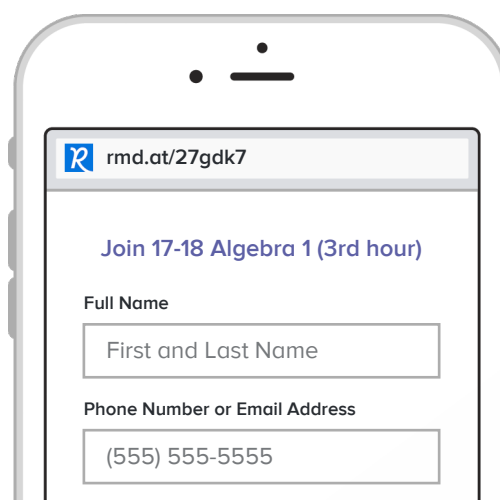 rmd.at/27gdk7
Join 17-18 Algebra 1 (3rd hour)
Full Name
First and Last Name
Phone Number or Email Address
(555) 555-5555